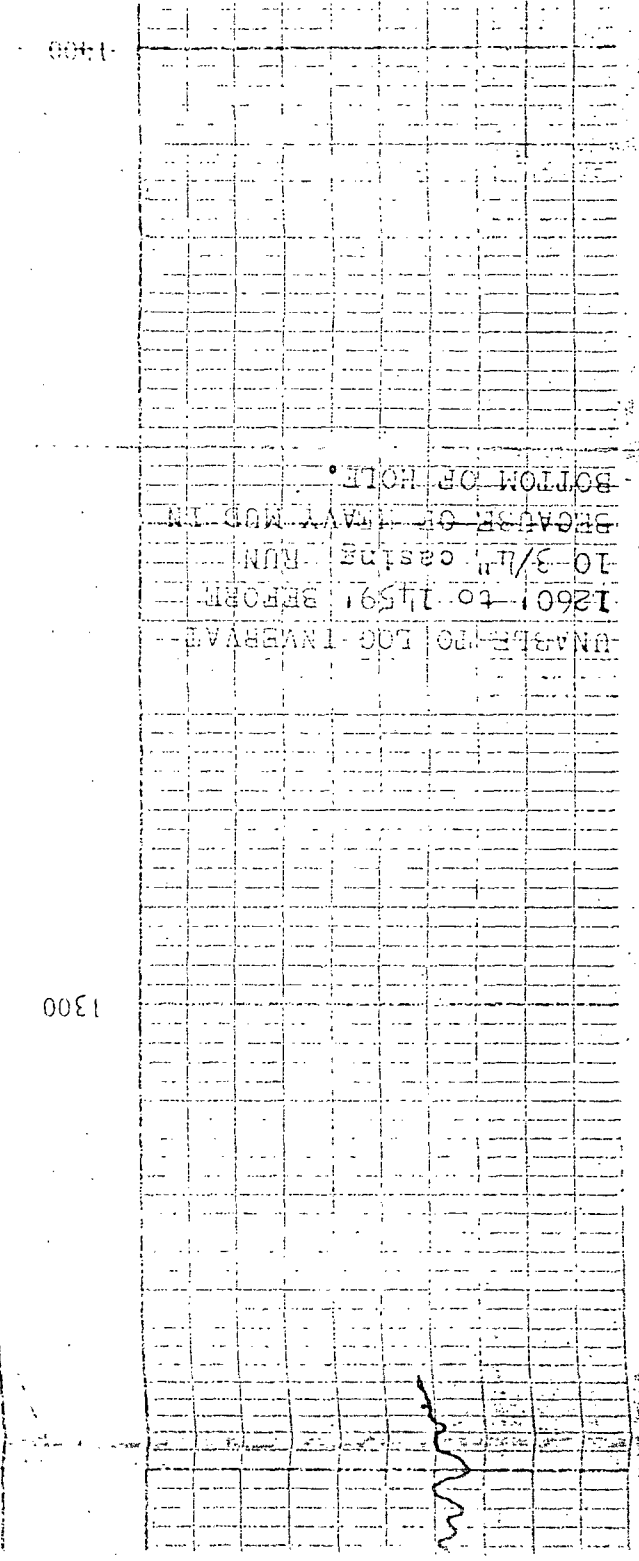 1300
UNABLE TO LOG INVERVAL
1260' to 1459' BEFORE
10 3/4" casing RUN
BECAUSE OF HEAVY MUD IN
BOTTOM OF HOLE.
1400